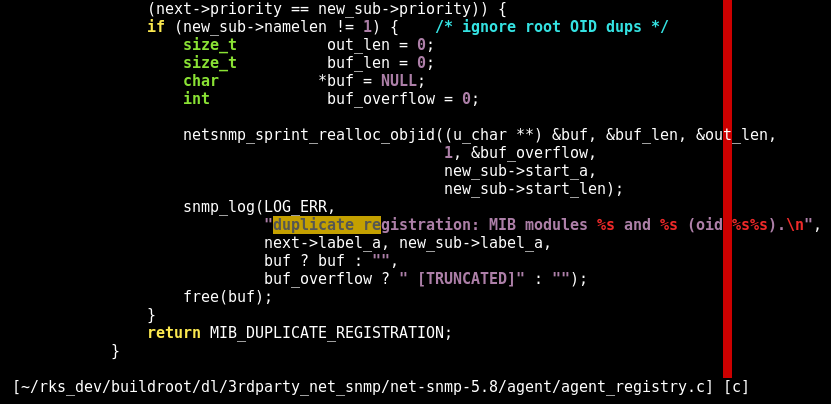 (next->priority == new_sub->priority)) {
if (new_sub->namelen != 1) {    /* ignore root OID dups */
size_t          out_len = 0;
size_t          buf_len = 0;
char           *buf = NULL;
int             buf_overflow = 0;
netsnmp_sprint_realloc_objid((u_char **) &buf, &buf_len, &out_len,
1, &buf_overflow,
new_sub->start_a,
new_sub->start_len);
snmp_log(LOG_ERR,
"duplicate registration: MIB modules %s and %s (oid %s%s).\n",
next->label_a, new_sub->label_a,
buf ? buf : "",
buf_overflow ? " [TRUNCATED]" : "");
free(buf);
}
return MIB_DUPLICATE_REGISTRATION;
}
[~/rks_dev/buildroot/dl/3rdparty_net_snmp/net-snmp-5.8/agent/agent_registry.c] [c]